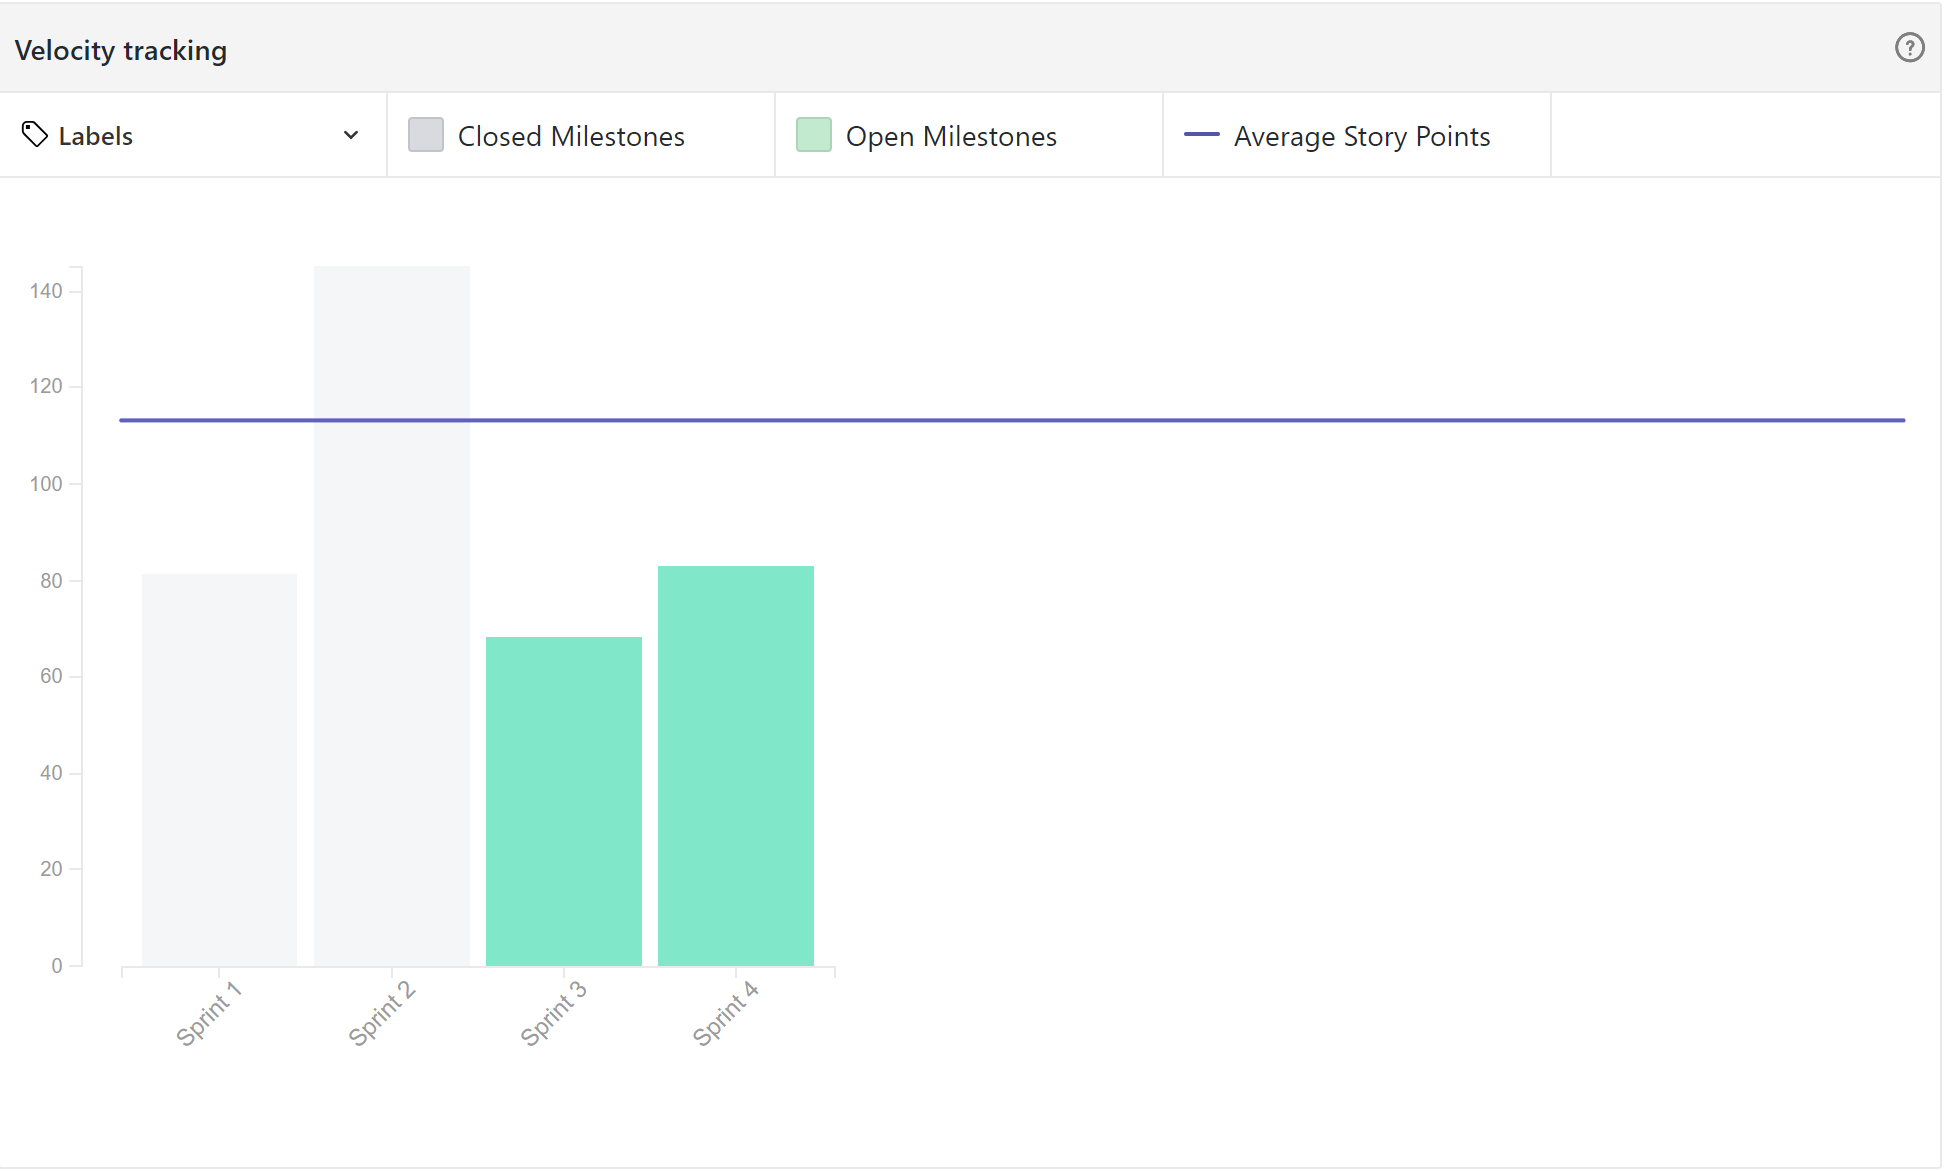 Velocity tracking
?
Labels
Closed Milestones
Open Milestones
Average Story Points
140
120
100
80
60
40
20
0
Sprint 1
Sprint 2
Sprint 3
Sprint 4